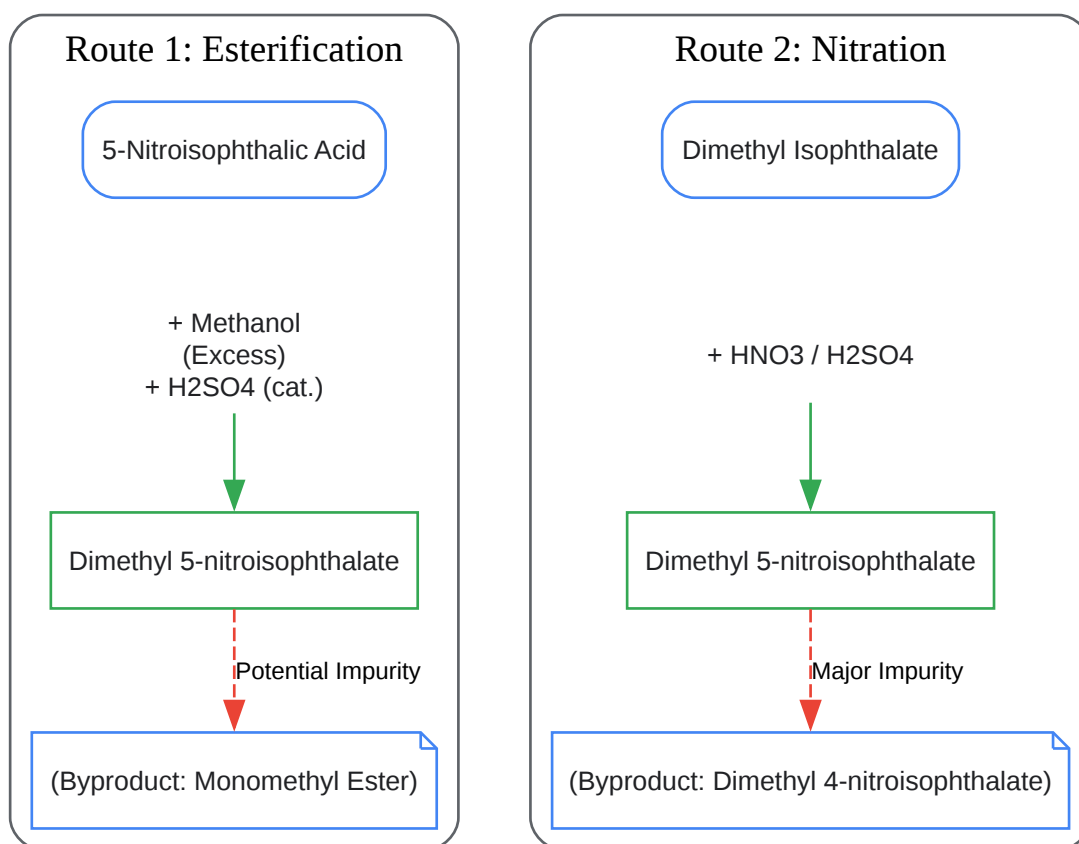 Route 1: Esterification
5-Nitroisophthalic Acid
+ Methanol
(Excess)
+ H2SO4 (cat.)
Dimethyl 5-nitroisophthalate
Potential Impurity
(Byproduct: Monomethyl Ester)
Route 2: Nitration
Dimethyl Isophthalate
+ HNO3 / H2SO4
Dimethyl 5-nitroisophthalate
Major Impurity
(Byproduct: Dimethyl 4-nitroisophthalate)